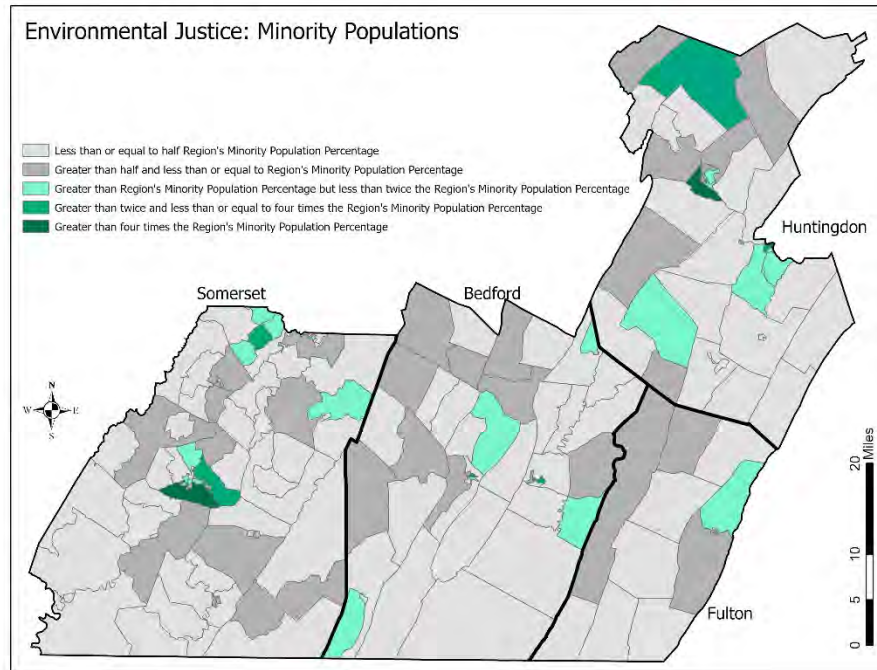 Environmental Justice: Minority Populations
Less than or equal to half Region's Minority Population Percentage
Greater than half and less than or equal to Region's Minority Population Percentage
Greater than Region's Minority Population Percentage but less than twice the Region's Minority Population Percentage
Greater than twice and less than or equal to four times the Region's Minority Population Percentage
Greater than four times the Region's Minority Population Percentage
Huntingdon
Somerset
Bedford
N
W
E
S
Fulton
20
Miles
10
5
0